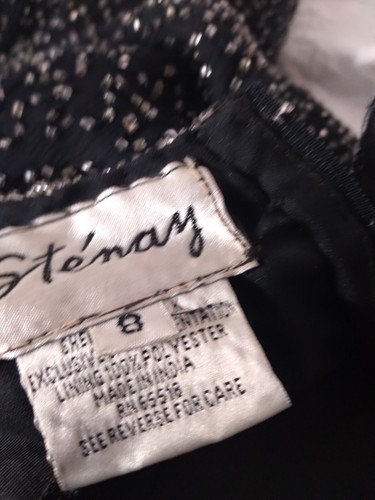 Sténay
8
EXCLUSIVE
LINING 100% POLYESTER
MADE IN INDIA
RN 65518
SEE REVERSE FOR CARE